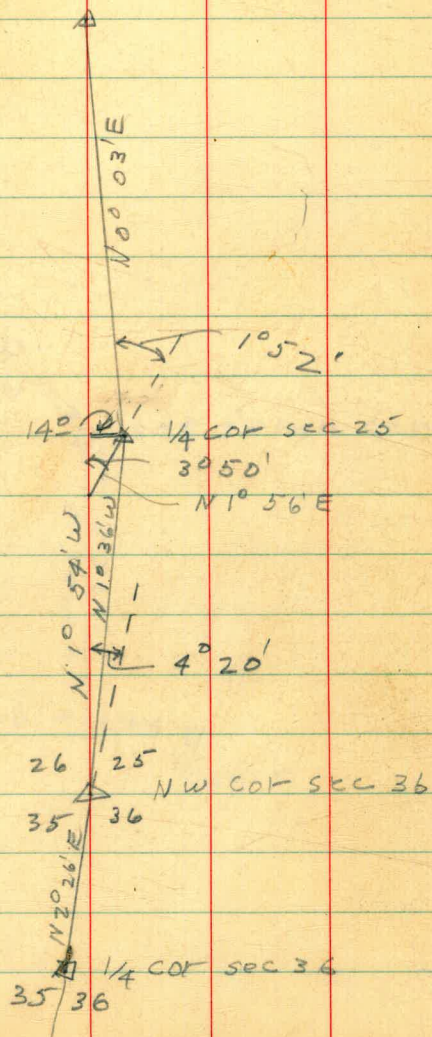 N 0° 03' E
1° 52'
14° 1/4 cor sec 25
3° 50'
N 1° 56' E
N 1° 54' W
N 1° 36' W
4° 20'
26 25
NW cor sec 36
35 36
N 2° 26' E
1/4 cor sec 36
35 36